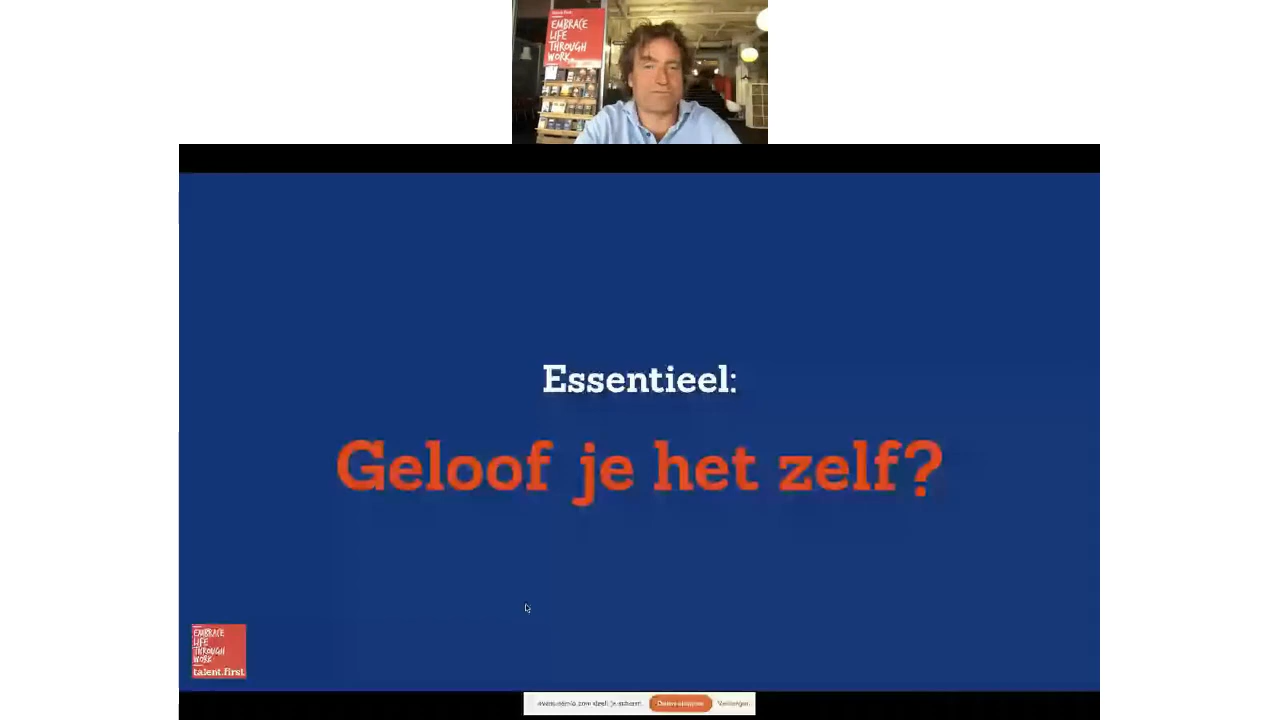 EMBRACE
LIFE
THROUGH
WORK
Essentieel:
Geloof je het zelf?
EMBRACE
LIFE
THROUGH
WORK
talent.first